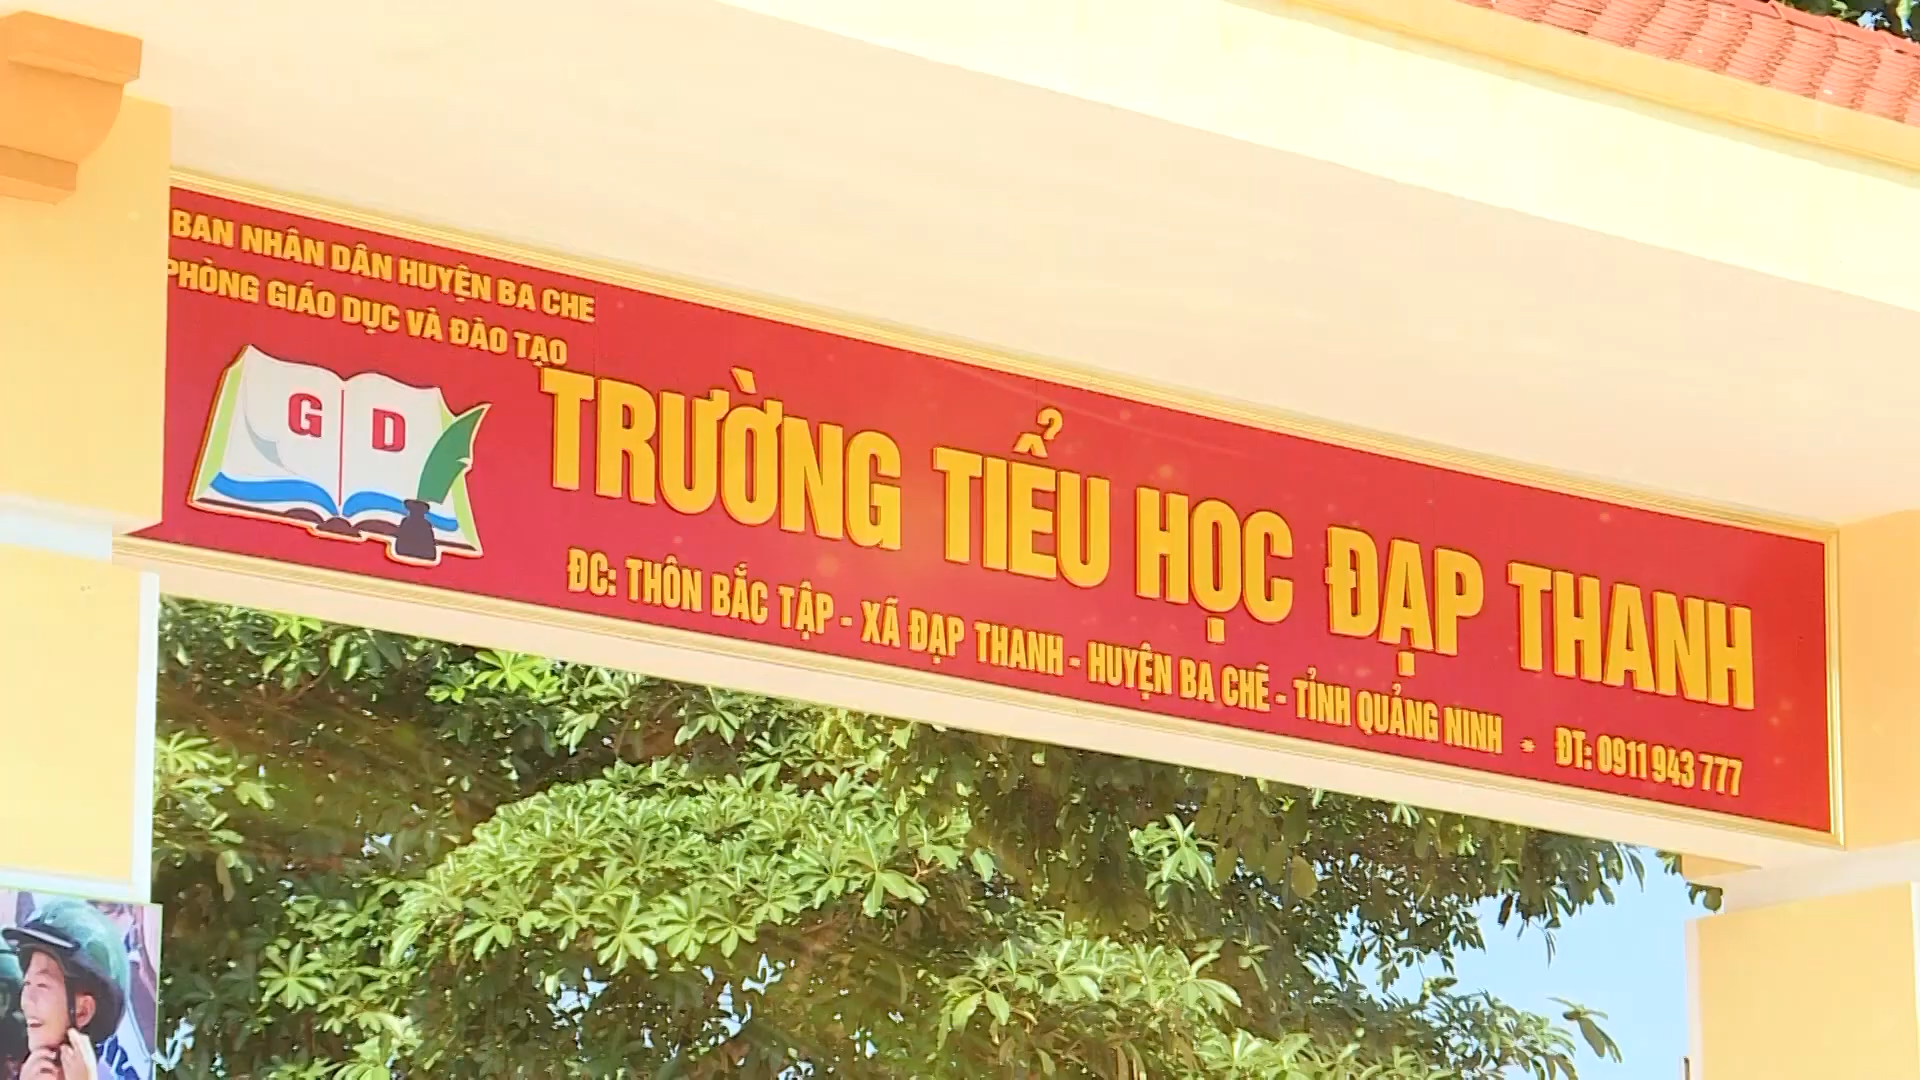 BAN NHÂN DÂN HUYỆN BA CHẼ
PHÒNG GIÁO DỤC VÀ ĐÀO TẠO
G D
TRƯỜNG TIỂU HỌC ĐẠP THANH
ĐC: THÔN BẮC TẬP - XÃ ĐẠP THANH - HUYỆN BA CHẼ - TỈNH QUẢNG NINH * ĐT: 0911 943 777